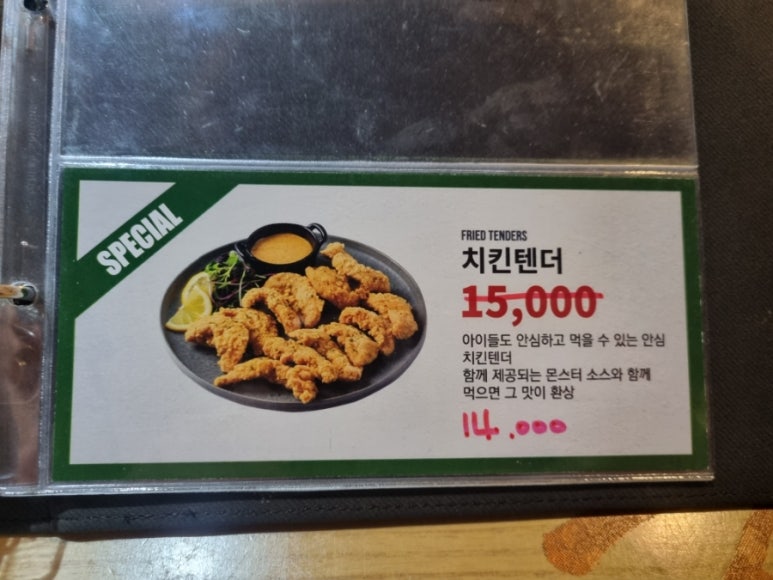 SPECIAL
FRIED TENDERS
치킨텐더
15,000
아이들도 안심하고 먹을 수 있는 안심
치킨텐더
함께 제공되는 몬스터 소스와 함께
먹으면 그 맛이 환상
14.000